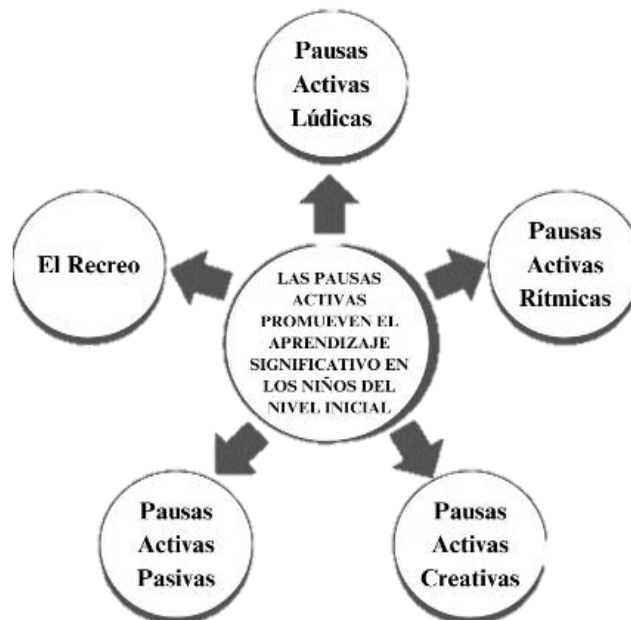 Pausas
Activas
Lúdicas
El Recreo
Pausas
Activas
Rítmicas
LAS PAUSAS
ACTIVAS
PROMUEVEN EL
APRENDIZAJE
SIGNIFICATIVO EN
LOS NIÑOS DEL
NIVEL INICIAL
Pausas
Activas
Pasivas
Pausas
Activas
Creativas